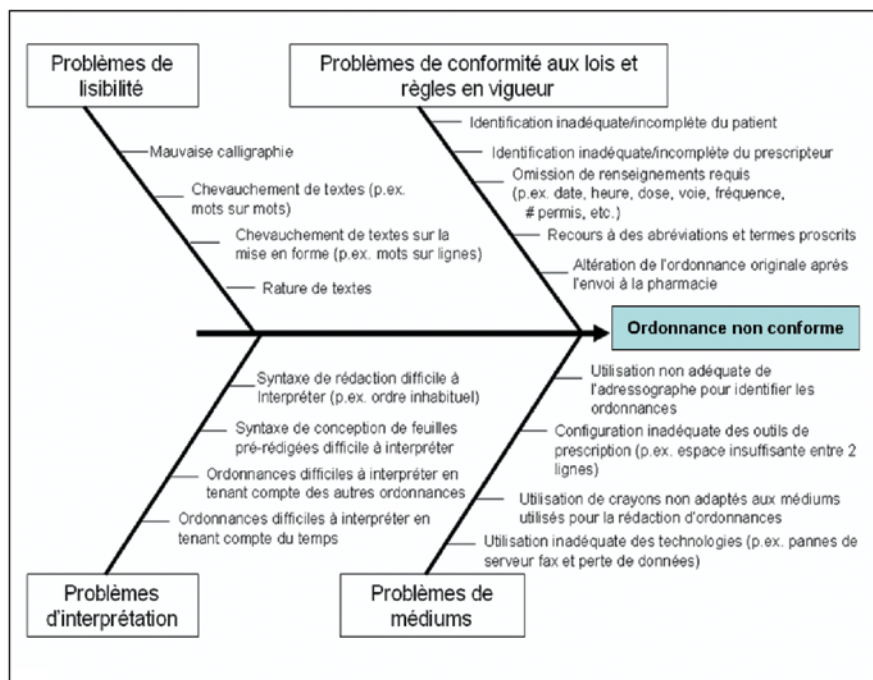 Problèmes de
lisibilité
Problèmes de conformité aux lois et
règles en vigueur
Mauvaise calligraphie
Chevauchement de textes (p.ex.
mots sur mots)
Chevauchement de textes sur la
mise en forme (p.ex. mots sur lignes)
Rature de textes
Identification inadéquate/incomplète du patient
Identification inadéquate/incomplète du prescripteur
Omission de renseignements requis
(p.ex. date, heure, dose, voie, fréquence,
# permis, etc.)
Recours à des abréviations et termes proscrits
Altération de l'ordonnance originale après
l'envoi à la pharmacie
Ordonnance non conforme
Syntaxe de rédaction difficile à
Interpréter (p.ex. ordre inhabituel)
Syntaxe de conception de feuilles
pré-rédigées difficile à interpréter
Ordonnances difficiles à interpréter en
tenant compte des autres ordonnances
Ordonnances difficiles à interpréter en
tenant compte du temps
Utilisation non adéquate de
l'adressographe pour identifier les
ordonnances
Configuration inadéquate des outils de
prescription (p.ex. espace insuffisante entre 2
lignes)
Utilisation de crayons non adaptés aux médiums
utilisés pour la rédaction d'ordonnances
Utilisation inadéquate des technologies (p.ex. pannes de
serveur fax et perte de données)
Problèmes
d'interprétation
Problèmes de
médiums